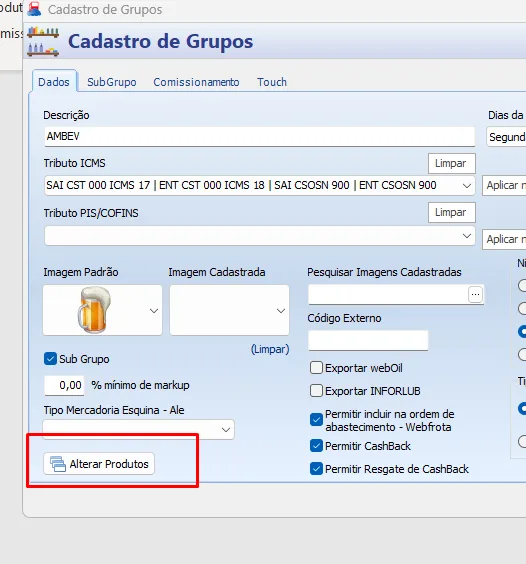 Cadastro de Grupos
Cadastro de Grupos
Dados SubGrupo Comissionamento Touch
Descrição Dias da
AMBEV Segund
Tributo ICMS Limpar
SAI CST 000 ICMS 17 | ENT CST 000 ICMS 18 | SAI CSOSN 900 | ENT CSOSN 900 Aplicar n
Tributo PIS/COFINS Limpar
Aplicar n
Imagem Padrão Imagem Cadastrada Pesquisar Imagens Cadastradas Ní
...
Código Externo
(Limpar)
Sub Grupo Exportar webOil
0,00 % mínimo de markup Exportar INFORLUB
Tipo Mercadoria Esquina - Ale Permitir incluir na ordem de
abastecimento - Webfrota
Permitir CashBack
Alterar Produtos Permitir Resgate de CashBack